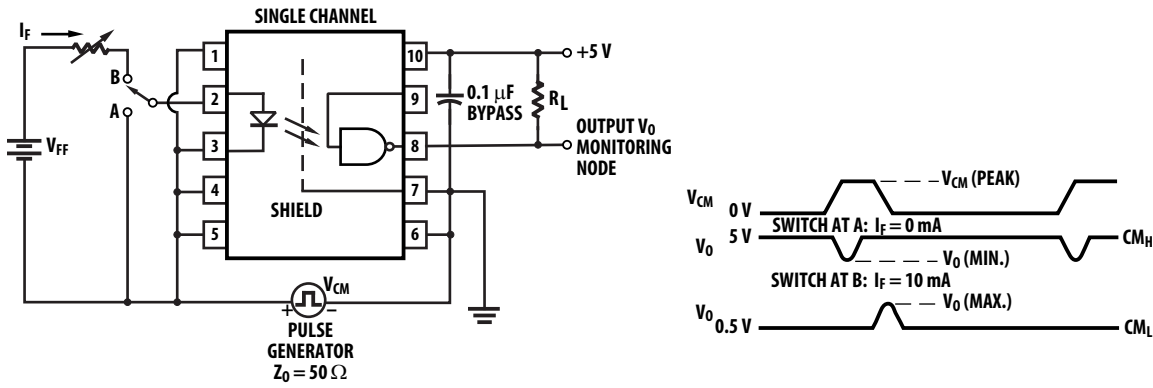 SINGLE CHANNEL
I_F
B
A
V_FF
1
2
3
4
5
10
9
8
7
6
SHIELD
0.1 μF
BYPASS
R_L
+5 V
OUTPUT V_O
MONITORING
NODE
V_CM
+ −
PULSE
GENERATOR
Z_O = 50 Ω
V_CM (PEAK)
V_CM
0 V
SWITCH AT A: I_F = 0 mA
V_O 5 V
CM_H
V_O (MIN.)
SWITCH AT B: I_F = 10 mA
V_O (MAX.)
V_O 0.5 V
CM_L